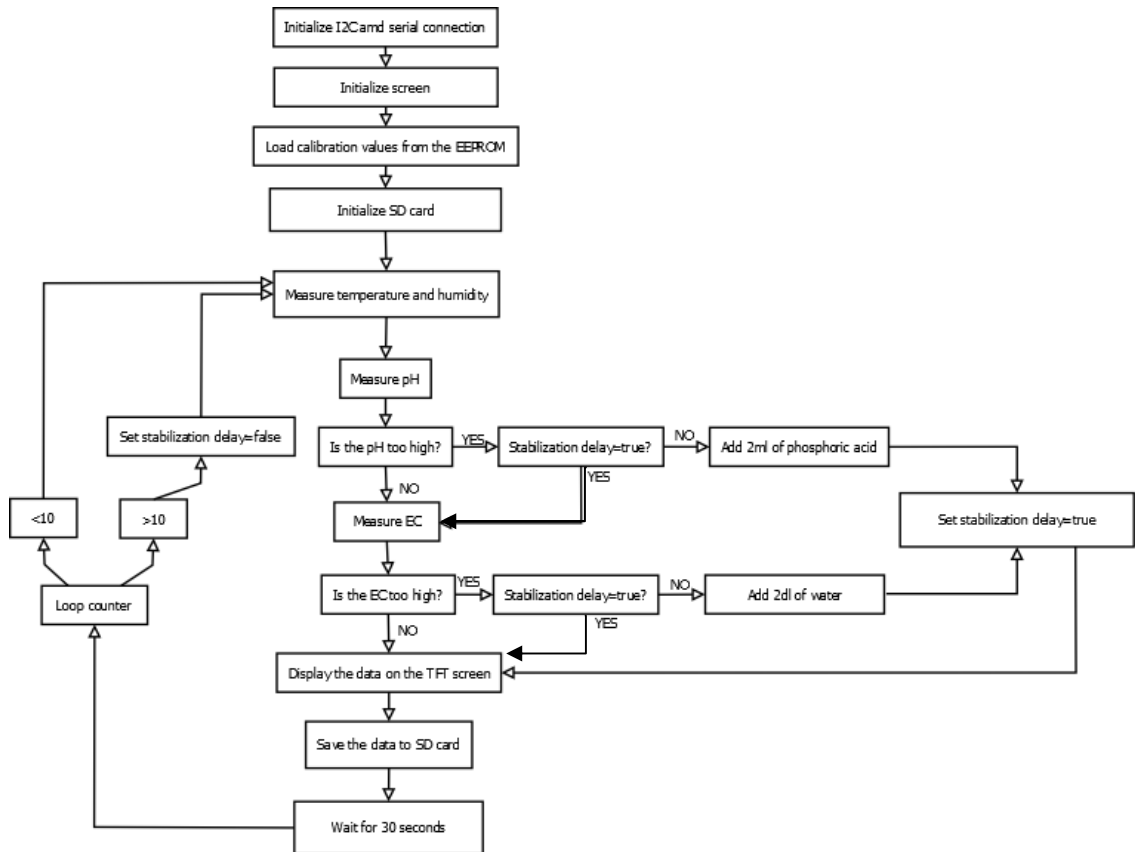 Initialize I2Camd serial connection
Initialize screen
Load calibration values from the EEPROM
Initialize SD card
Measure temperature and humidity
Measure pH
Set stabilization delay=false
Is the pH too high?
YES
Stabilization delay=true?
NO
Add 2ml of phosphoric acid
YES
NO
<10
>10
Measure EC
Set stabilization delay=true
Loop counter
Is the EC too high?
YES
Stabilization delay=true?
NO
Add 2dl of water
YES
NO
Display the data on the TFT screen
Save the data to SD card
Wait for 30 seconds